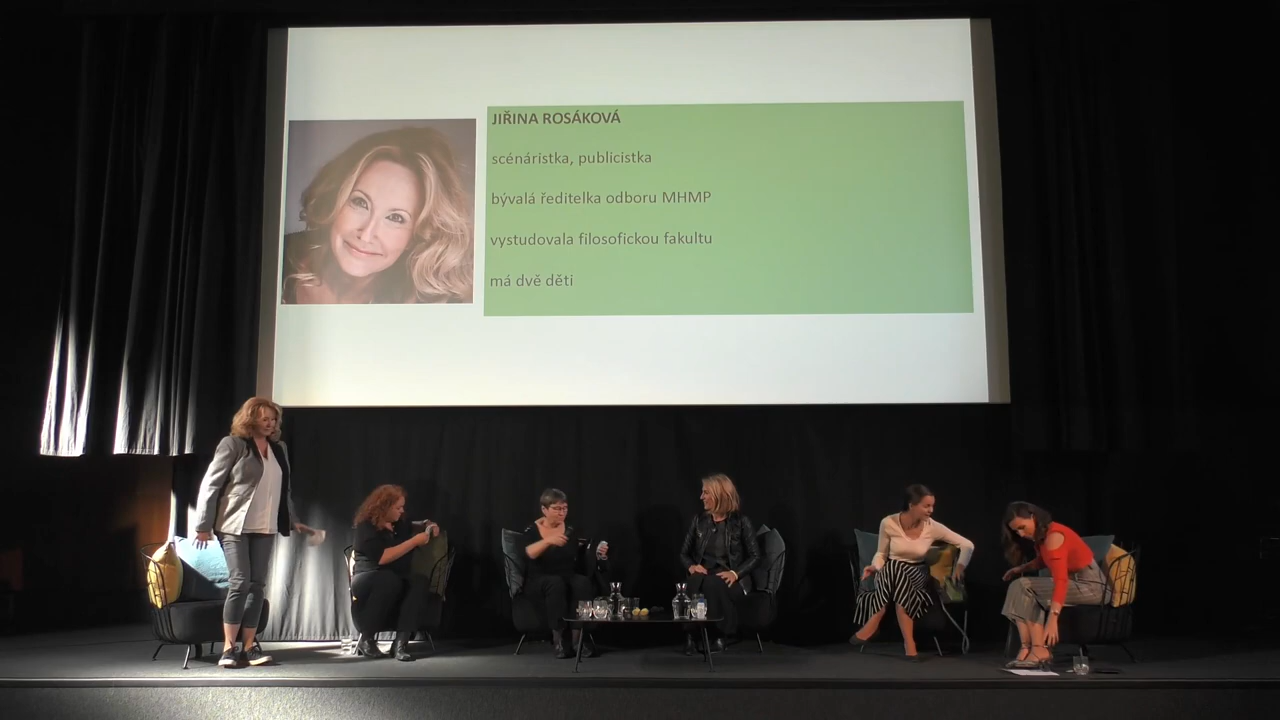 JIŘINA ROSÁKOVÁ
scénáristka, publicistka
bývalá ředitelka odboru MHMP
vystudovala filosofickou fakultu
má dvě děti